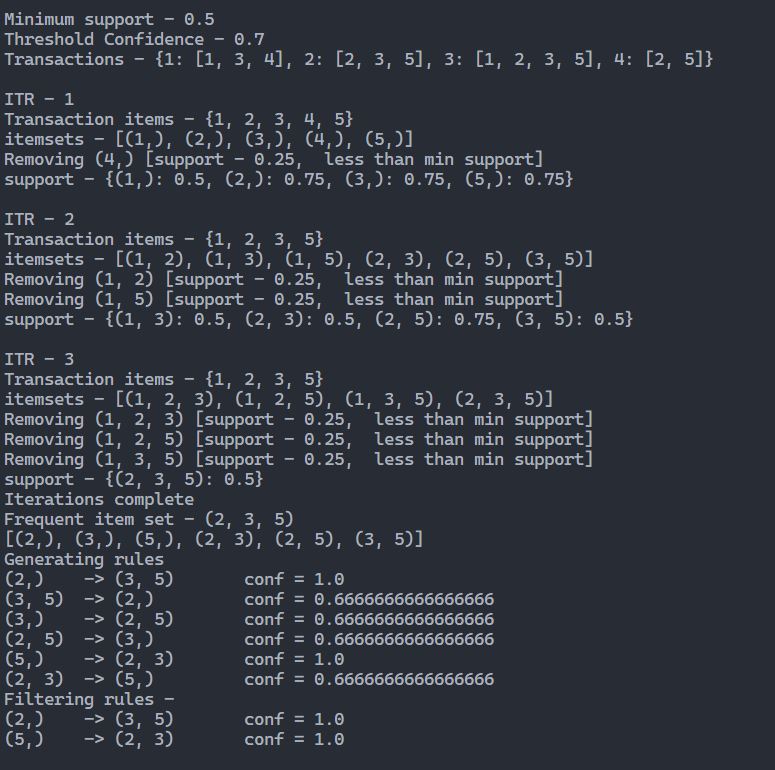 Minimum support - 0.5
Threshold Confidence - 0.7
Transactions - {1: [1, 3, 4], 2: [2, 3, 5], 3: [1, 2, 3, 5], 4: [2, 5]}

ITR - 1
Transaction items - {1, 2, 3, 4, 5}
itemsets - [(1,), (2,), (3,), (4,), (5,)]
Removing (4,) [support - 0.25,  less than min support]
support - {(1,): 0.5, (2,): 0.75, (3,): 0.75, (5,): 0.75}

ITR - 2
Transaction items - {1, 2, 3, 5}
itemsets - [(1, 2), (1, 3), (1, 5), (2, 3), (2, 5), (3, 5)]
Removing (1, 2) [support - 0.25,  less than min support]
Removing (1, 5) [support - 0.25,  less than min support]
support - {(1, 3): 0.5, (2, 3): 0.5, (2, 5): 0.75, (3, 5): 0.5}

ITR - 3
Transaction items - {1, 2, 3, 5}
itemsets - [(1, 2, 3), (1, 2, 5), (1, 3, 5), (2, 3, 5)]
Removing (1, 2, 3) [support - 0.25,  less than min support]
Removing (1, 2, 5) [support - 0.25,  less than min support]
Removing (1, 3, 5) [support - 0.25,  less than min support]
support - {(2, 3, 5): 0.5}
Iterations complete
Frequent item set - (2, 3, 5)
[(2,), (3,), (5,), (2, 3), (2, 5), (3, 5)]
Generating rules
(2,)    -> (3, 5)       conf = 1.0
(3, 5)  -> (2,)         conf = 0.6666666666666666
(3,)    -> (2, 5)       conf = 0.6666666666666666
(2, 5)  -> (3,)         conf = 0.6666666666666666
(5,)    -> (2, 3)       conf = 1.0
(2, 3)  -> (5,)         conf = 0.6666666666666666
Filtering rules -
(2,)    -> (3, 5)       conf = 1.0
(5,)    -> (2, 3)       conf = 1.0